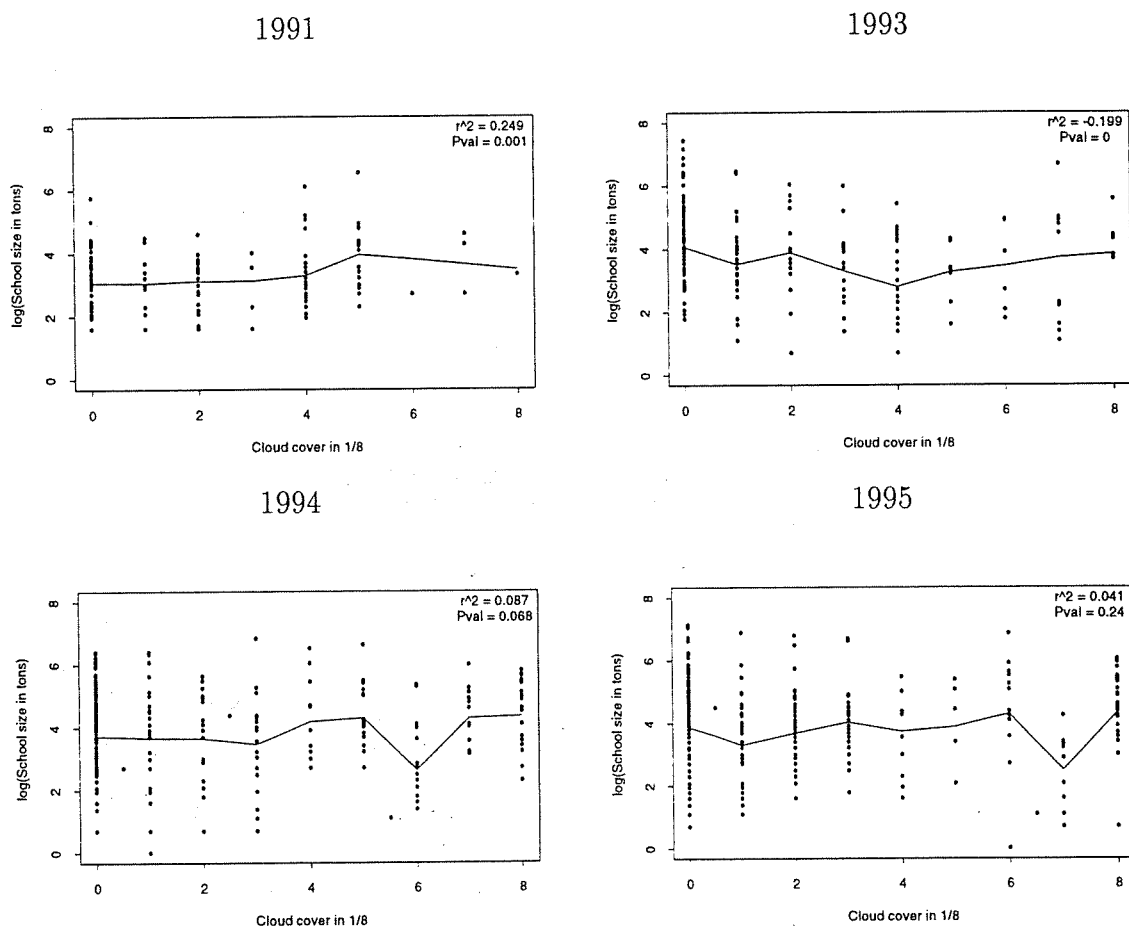 1991
r^2 = 0.249
Pval = 0.001
log(School size in tons)
8
6
4
2
0
0 2 4 6 8
Cloud cover in 1/8
1993
r^2 = -0.199
Pval = 0
log(School size in tons)
8
6
4
2
0
0 2 4 6 8
Cloud cover in 1/8
1994
r^2 = 0.087
Pval = 0.068
log(School size in tons)
8
6
4
2
0
0 2 4 6 8
Cloud cover in 1/8
1995
r^2 = 0.041
Pval = 0.24
log(School size in tons)
8
6
4
2
0
0 2 4 6 8
Cloud cover in 1/8